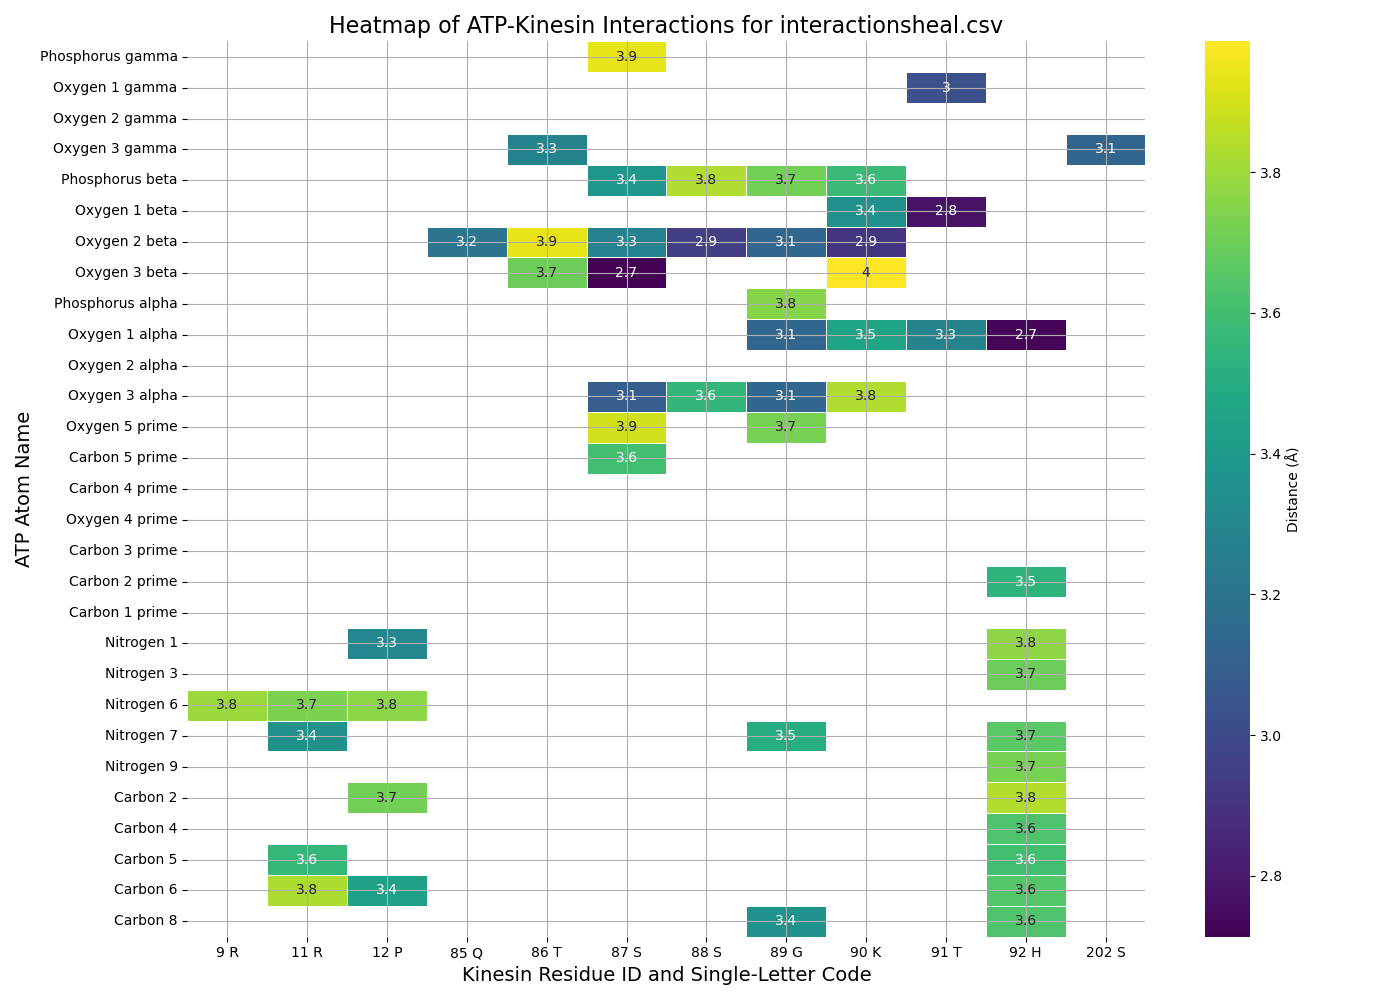 Heatmap of ATP-Kinesin Interactions for interactionsheal.csv
ATP Atom Name
Phosphorus gamma 3.9
Oxygen 1 gamma 3
Oxygen 2 gamma
Oxygen 3 gamma 3.3 3.1
Phosphorus beta 3.4 3.8 3.7 3.6
Oxygen 1 beta 3.4 2.8
Oxygen 2 beta 3.2 3.9 3.3 2.9 3.1 2.9
Oxygen 3 beta 3.7 2.7 4
Phosphorus alpha 3.8
Oxygen 1 alpha 3.1 3.5 3.3 2.7
Oxygen 2 alpha
Oxygen 3 alpha 3.1 3.6 3.1 3.8
Oxygen 5 prime 3.9 3.7
Carbon 5 prime 3.6
Carbon 4 prime
Oxygen 4 prime
Carbon 3 prime
Carbon 2 prime 3.5
Carbon 1 prime
Nitrogen 1 3.3 3.8
Nitrogen 3 3.7
Nitrogen 6 3.8 3.7 3.8
Nitrogen 7 3.4 3.5 3.7
Nitrogen 9 3.7
Carbon 2 3.7 3.8
Carbon 4 3.6
Carbon 5 3.6 3.6
Carbon 6 3.8 3.4 3.6
Carbon 8 3.4 3.6
9 R 11 R 12 P 85 Q 86 T 87 S 88 S 89 G 90 K 91 T 92 H 202 S
Kinesin Residue ID and Single-Letter Code
3.8
3.6
3.4
3.2
3.0
2.8
Distance (Å)